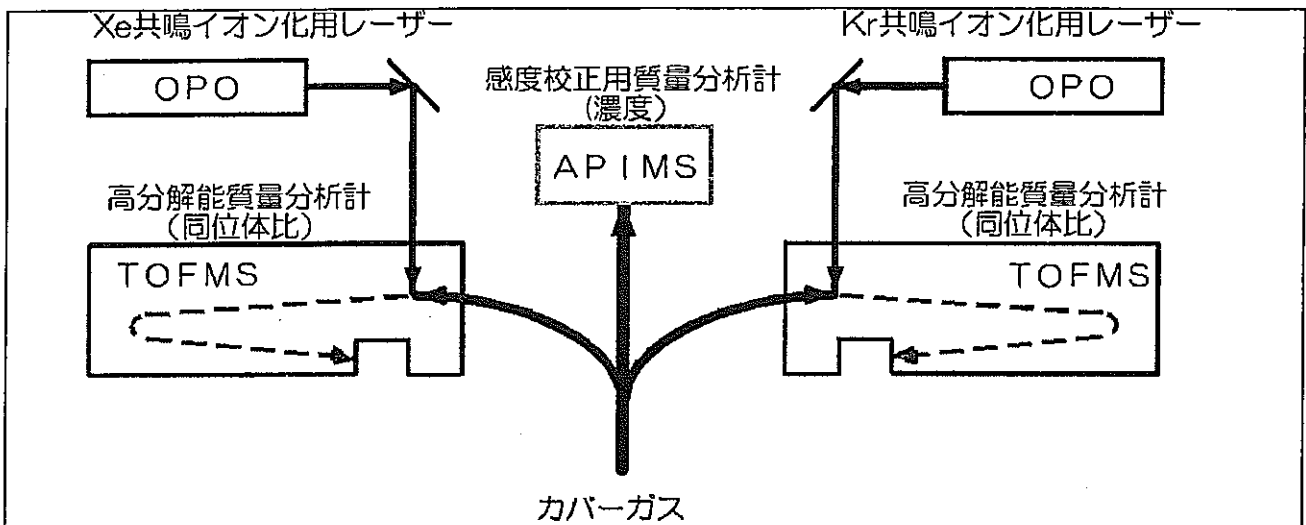 Xe共鳴イオン化用レーザー
Kr共鳴イオン化用レーザー
OPO
感度校正用質量分析計
(濃度)
OPO
APIMS
高分解能質量分析計
(同位体比)
高分解能質量分析計
(同位体比)
TOFMS
TOFMS
カバーガス